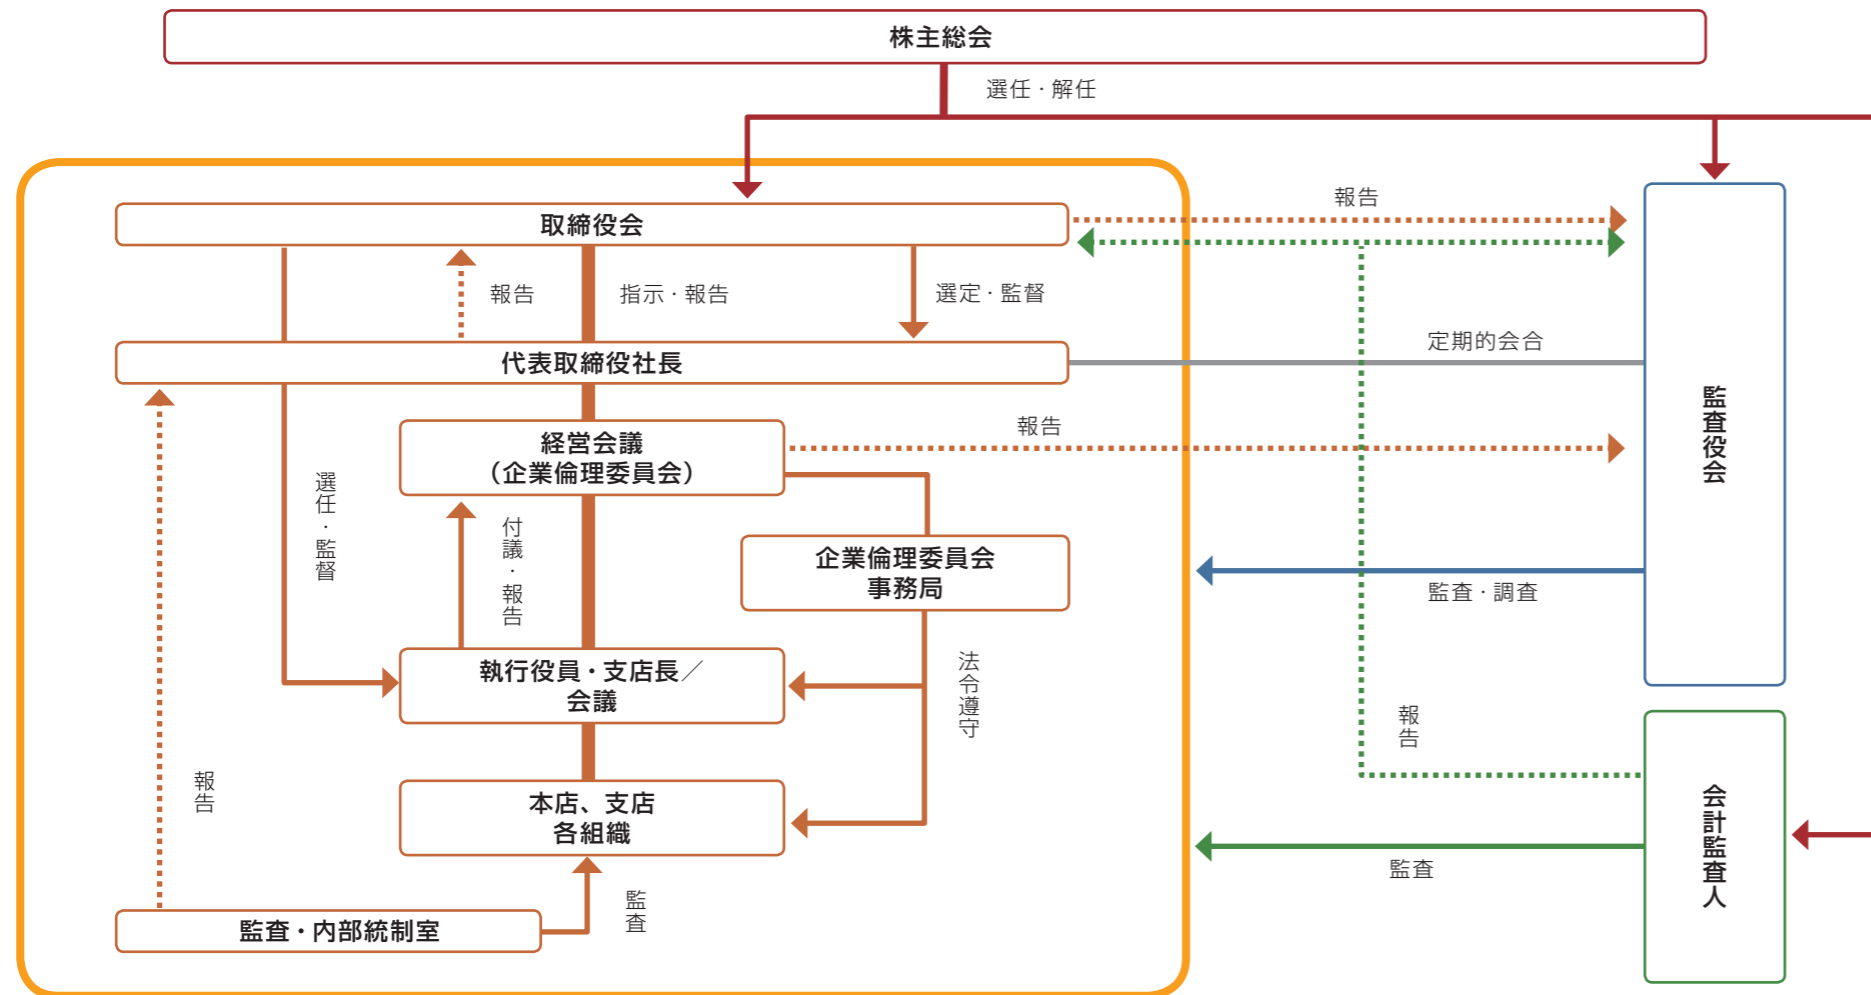 株主総会
選任・解任
取締役会
報告
報告
指示・報告
選定・監督
代表取締役社長
定期的会合
経営会議
（企業倫理委員会）
報告
選任・監督
付議・報告
企業倫理委員会
事務局
監査・調査
監査役会
執行役員・支店長／
会議
法令遵守
報告
本店、支店
各組織
報告
監査
監査
会計監査人
監査・内部統制室